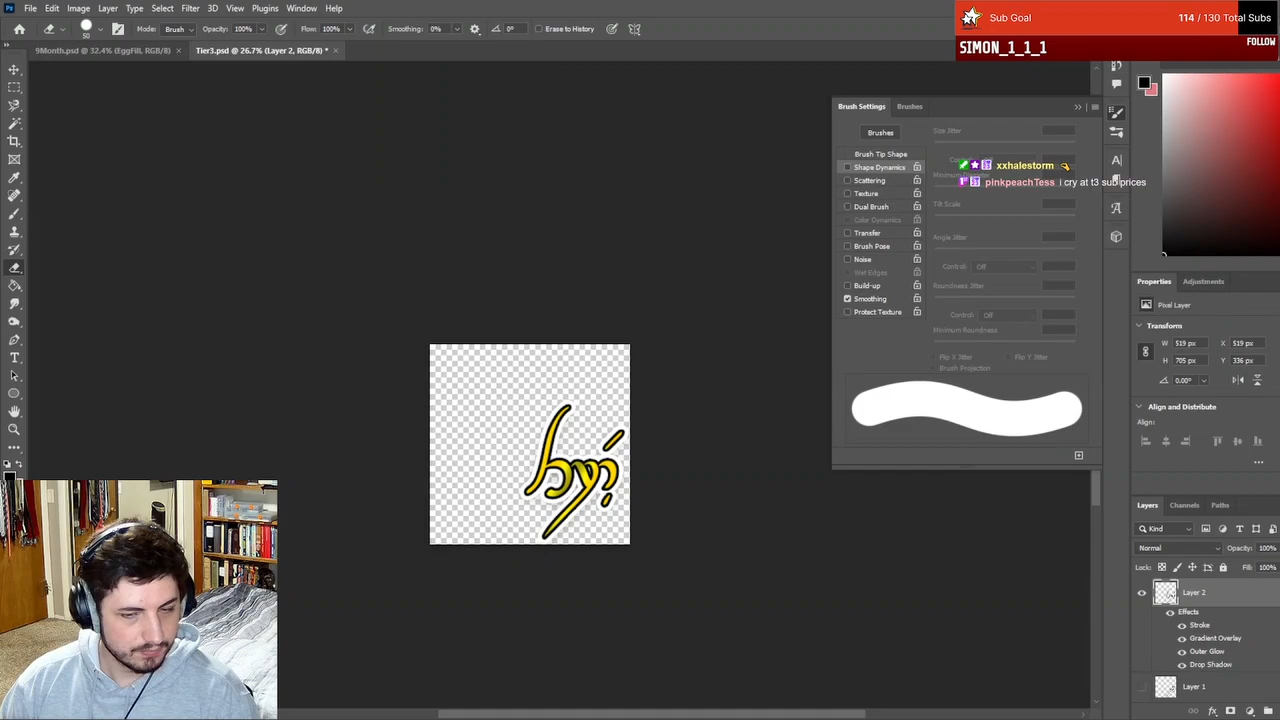 File Edit Image Layer Type Select Filter 3D View Plugins Window Help
Sub Goal 114 / 130 Total Subs
SIMON_1_1_1 FOLLOW
50 Mode: Brush Opacity: 100% Flow: 100% Smoothing: 0% 0° Erase to History
9Month.psd @ 32.4% (EggFill, RGB/8) × Tier3.psd @ 26.7% (Layer 2, RGB/8) * ×
Brush Settings Brushes
Brushes
Size Jitter
Brush Tip Shape
Shape Dynamics
Scattering
Texture
Dual Brush
Color Dynamics
Transfer
Brush Pose
Noise
Wet Edges
Build-up
Smoothing
Protect Texture
xxhalestorm
Minimum Diameter
pinkpeachTess i cry at t3 sub prices
Tilt Scale
Angle Jitter
Control: Off
Roundness Jitter
Control: Off
Minimum Roundness
Flip X Jitter Flip Y Jitter
Brush Projection
Properties Adjustments
Pixel Layer
Transform
W 519 px X 519 px
H 705 px Y 336 px
0.00°
Align and Distribute
Align:
Layers Channels Paths
Kind
Normal Opacity: 100%
Lock: Fill: 100%
Layer 2
Effects
Stroke
Gradient Overlay
Outer Glow
Drop Shadow
Layer 1